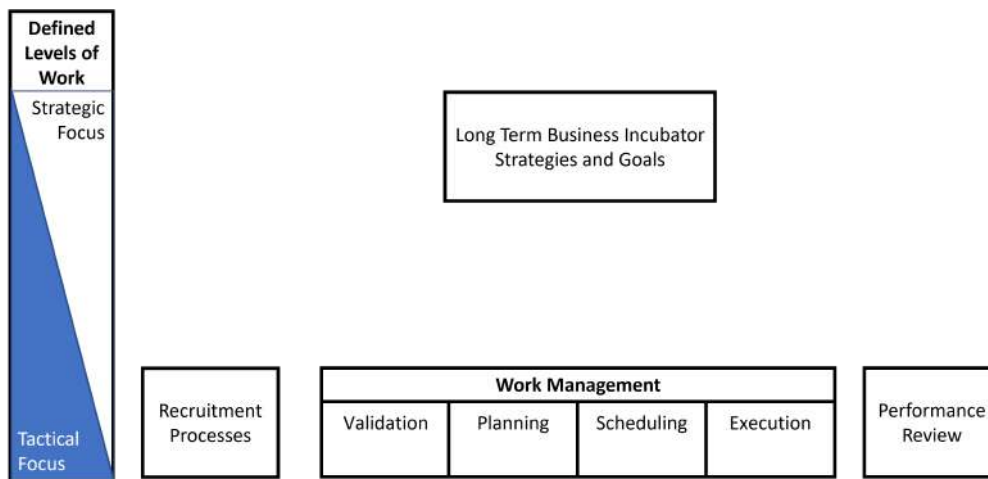 Defined
Levels of
Work
Strategic
Focus
Long Term Business Incubator
Strategies and Goals
Tactical
Focus
Recruitment
Processes
Work Management
Validation
Planning
Scheduling
Execution
Performance
Review